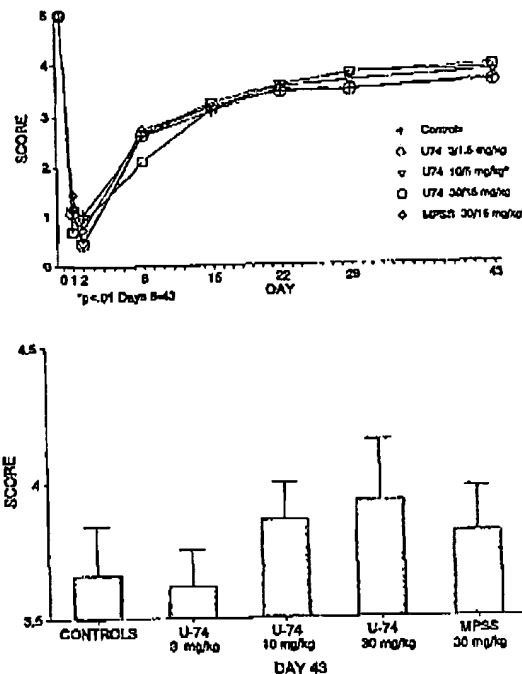 5
4
3
2
1
0
SCORE
Controls
U74 3/1.5 mg/kg
U74 10/5 mg/kg*
U74 30/15 mg/kg
MPSS 30/15 mg/kg
0 1 2 8 15 22 29 43
DAY
*p<.01 Days 8-43
4.5
4
3.5
SCORE
CONTROLS U-74 U-74 U-74 MPSS
3 mg/kg 10 mg/kg 30 mg/kg 30 mg/kg
DAY 43